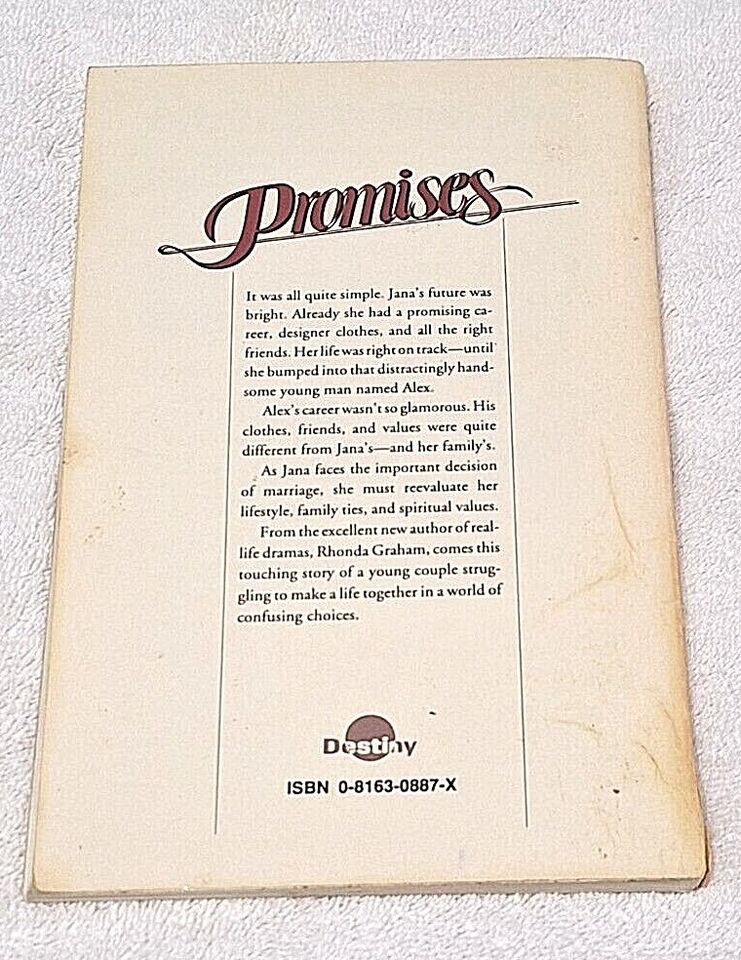 Promises
It was all quite simple. Jana's future was
bright. Already she had a promising ca-
reer, designer clothes, and all the right
friends. Her life was right on track—until
she bumped into that distractingly hand-
some young man named Alex.
Alex's career wasn't so glamorous. His
clothes, friends, and values were quite
different from Jana's—and her family's.
As Jana faces the important decision
of marriage, she must reevaluate her
lifestyle, family ties, and spiritual values.
From the excellent new author of real-
life dramas, Rhonda Graham, comes this
touching story of a young couple strug-
gling to make a life together in a world of
confusing choices.
Destiny
ISBN 0-8163-0887-X